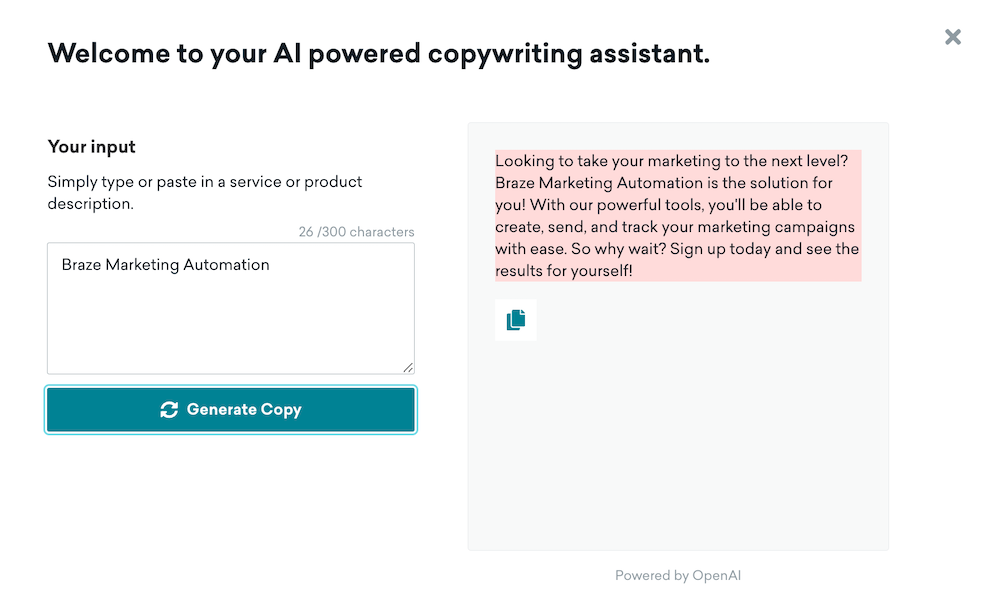 Welcome to your AI powered copywriting assistant.
Your input
Simply type or paste in a service or product
description.
26 /300 characters
Braze Marketing Automation
Generate Copy
Looking to take your marketing to the next level?
Braze Marketing Automation is the solution for
you! With our powerful tools, you'll be able to
create, send, and track your marketing campaigns
with ease. So why wait? Sign up today and see the
results for yourself!
Powered by OpenAI